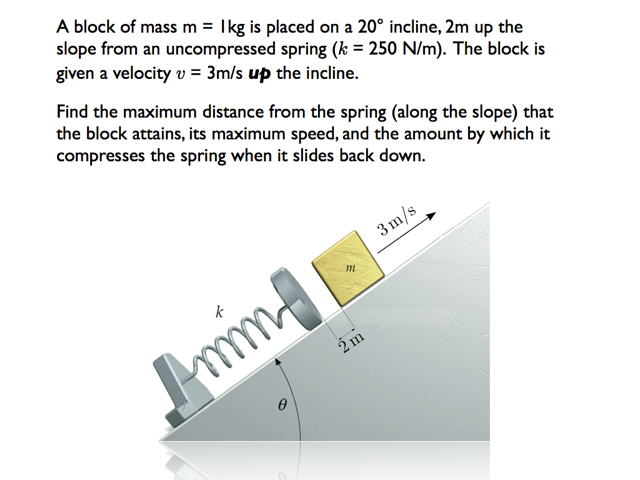 A block of mass m = 1kg is placed on a 20° incline, 2m up the
slope from an uncompressed spring (k = 250 N/m). The block is
given a velocity v = 3m/s up the incline.
Find the maximum distance from the spring (along the slope) that
the block attains, its maximum speed, and the amount by which it
compresses the spring when it slides back down.
3 m/s
m
k
2 m
θ